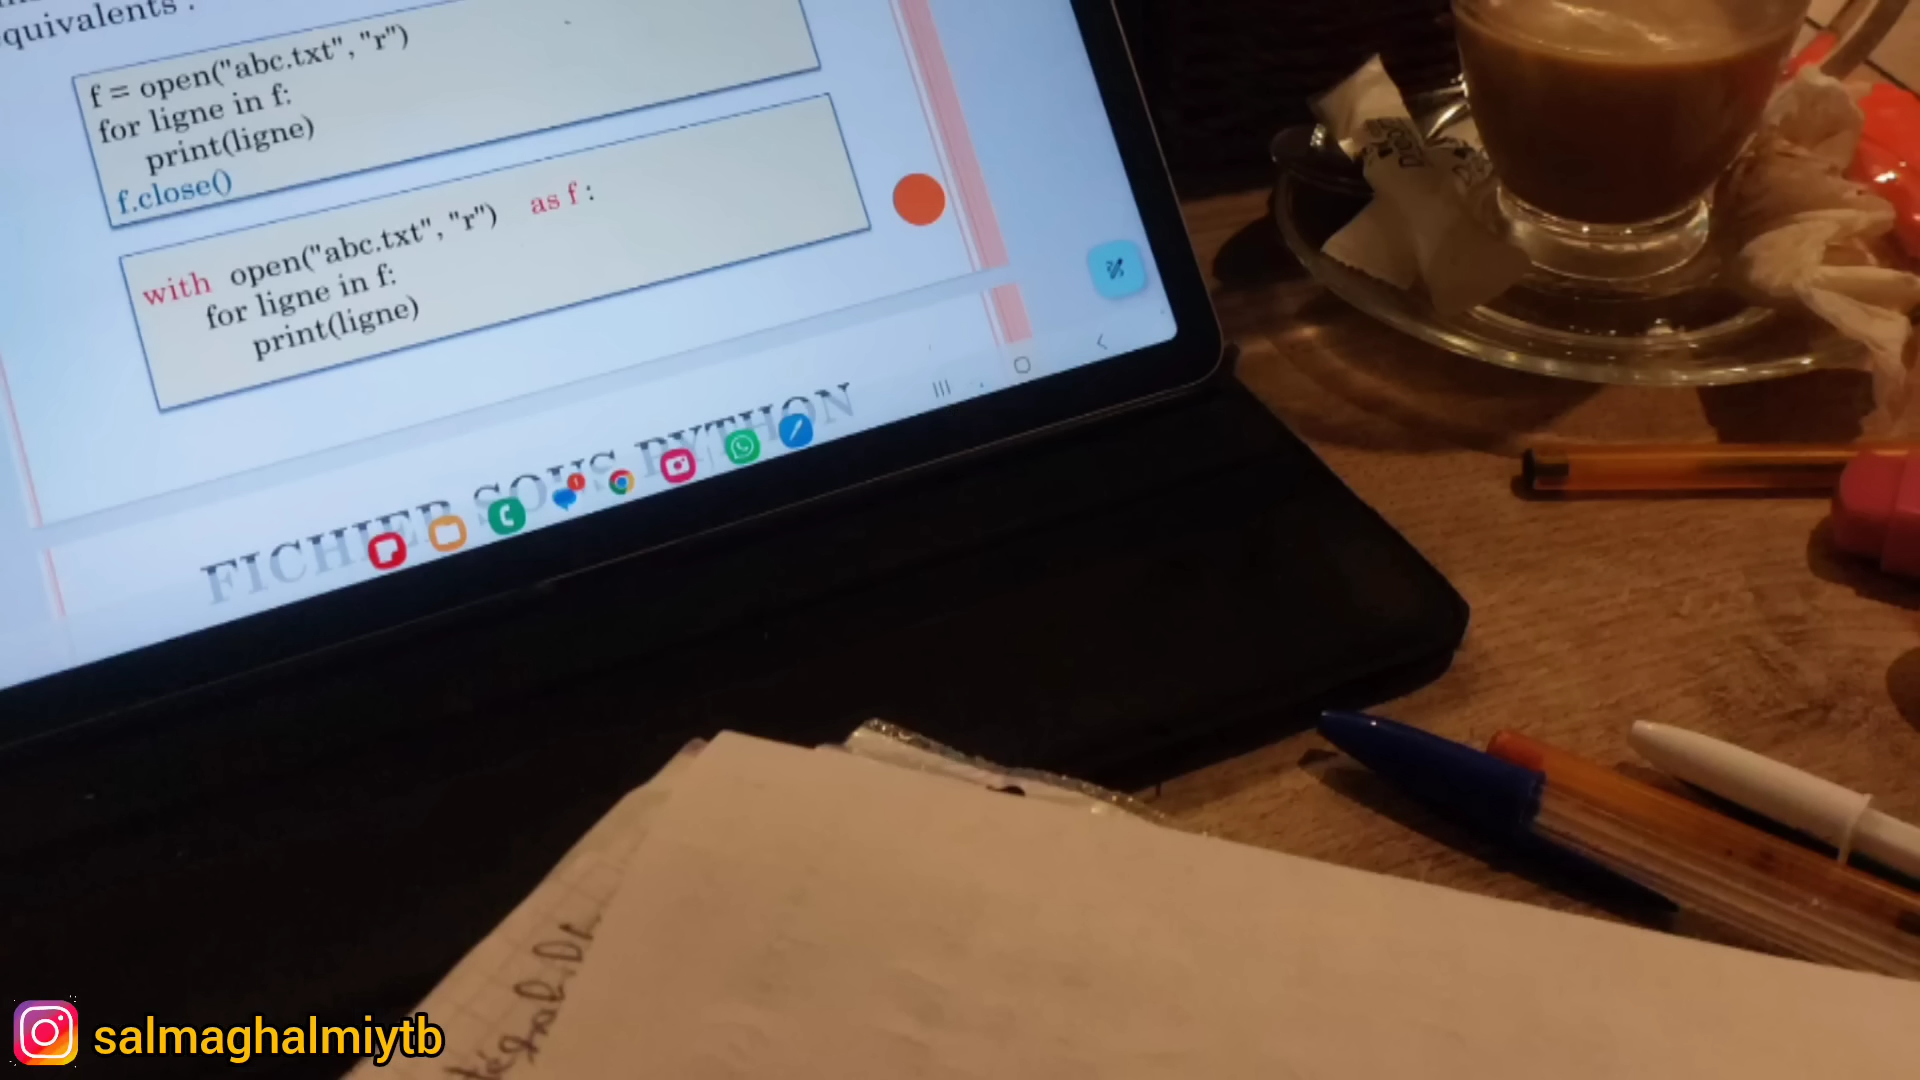 équivalents :
f = open("abc.txt", "r")
for ligne in f:
print(ligne)
f.close()
with open("abc.txt", "r") as f :
for ligne in f:
print(ligne)
FICHIER SOUS PYTHON
salmaghalmiytb